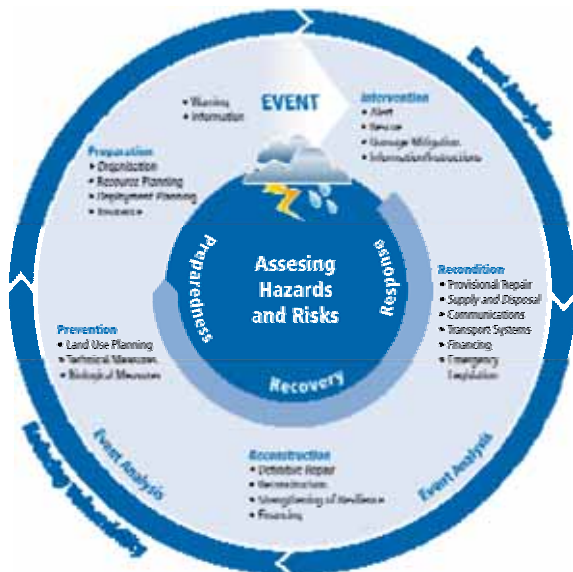 Event Analysis
EVENT
• Warning
• Information
Intervention
• Alert
• Rescue
• Damage Mitigation
• Information/Instructions
Preparation
• Organisation
• Resource Planning
• Deployment Planning
• Insurance
Preparedness
Assesing
Hazards
and Risks
Response
Recovery
Recondition
• Provisional Repair
• Supply and Disposal
• Communications
• Transport Systems
• Financing
• Emergency
Legislation
Prevention
• Land Use Planning
• Technical Measures
• Biological Measures
Event Analysis
Reconstruction
• Definitive Repair
• Reconstruction
• Strengthening of Resilience
• Financing
Event Analysis
Reducing Vulnerability